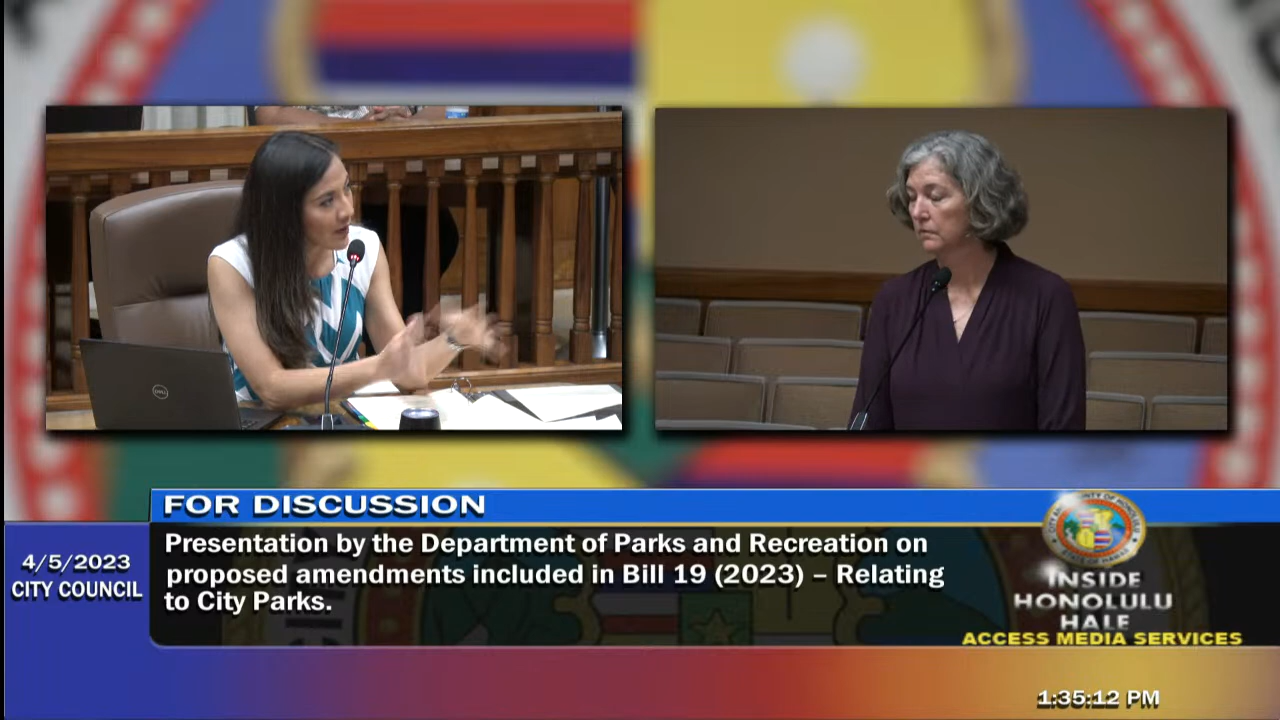 DELL
FOR DISCUSSION
4/5/2023
CITY COUNCIL
Presentation by the Department of Parks and Recreation on
proposed amendments included in Bill 19 (2023) – Relating
to City Parks.
INSIDE
HONOLULU
HALE
ACCESS MEDIA SERVICES
1:35:12 PM